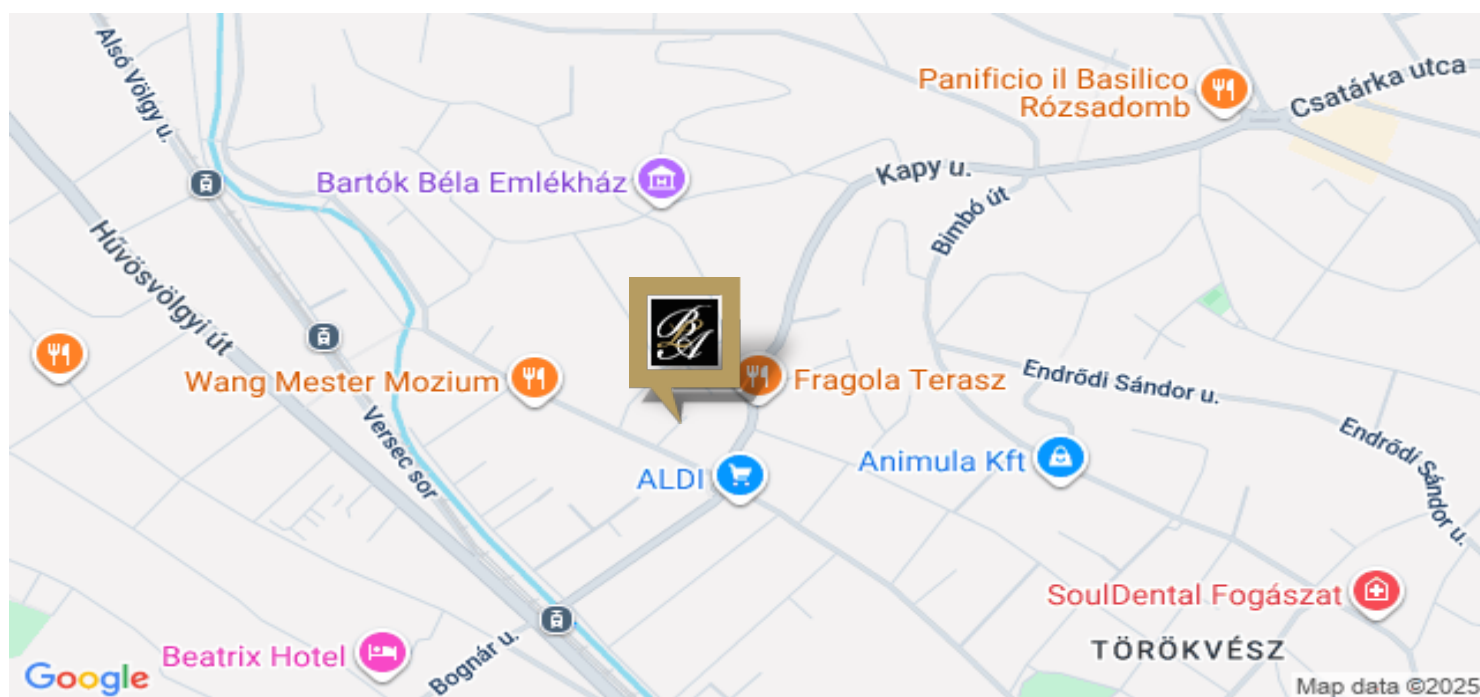 Alsó Völgy u.
Panificio il Basilico
Rózsadomb
Csatárka utca
Bartók Béla Emlékház
Kapy u.
Bimbó út
Hűvösvölgyi út
BLA
Wang Mester Mozium
Fragola Terasz
Endrődi Sándor u.
Versec sor
ALDI
Animula Kft
Endrődi Sándor u.
SoulDental Fogászat
Beatrix Hotel
Bognár u.
TÖRÖKVÉSZ
Google
Map data ©2025